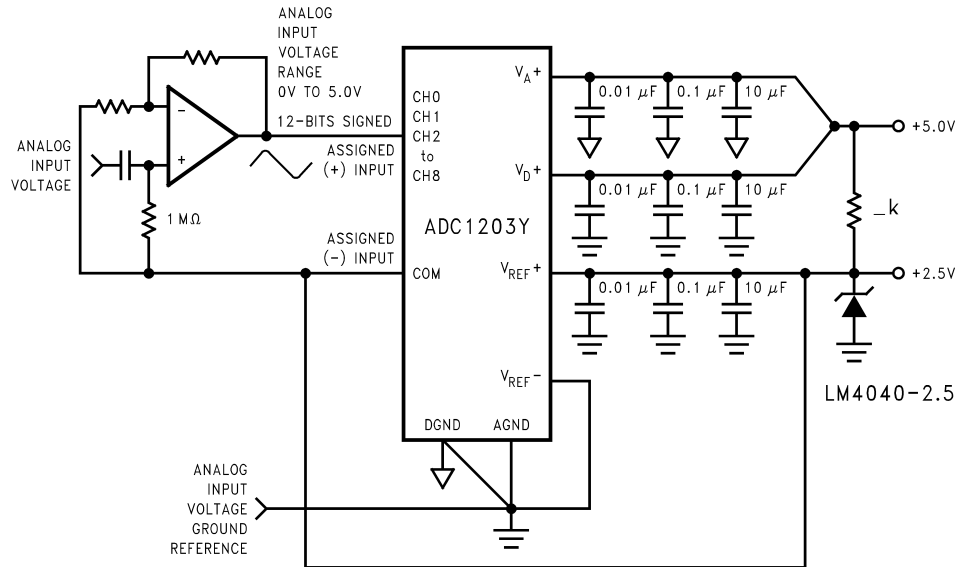 ANALOG
INPUT
VOLTAGE
RANGE
0V TO 5.0V
12-BITS SIGNED
ASSIGNED
(+) INPUT
ANALOG
INPUT
VOLTAGE
−
+
1 MΩ
ASSIGNED
(−) INPUT
CH0
CH1
CH2
to
CH8
ADC1203Y
COM
VA+
VD+
VREF+
VREF−
DGND
AGND
0.01 μF
0.1 μF
10 μF
0.01 μF
0.1 μF
10 μF
0.01 μF
0.1 μF
10 μF
+5.0V
_k
+2.5V
LM4040-2.5
ANALOG
INPUT
VOLTAGE
GROUND
REFERENCE